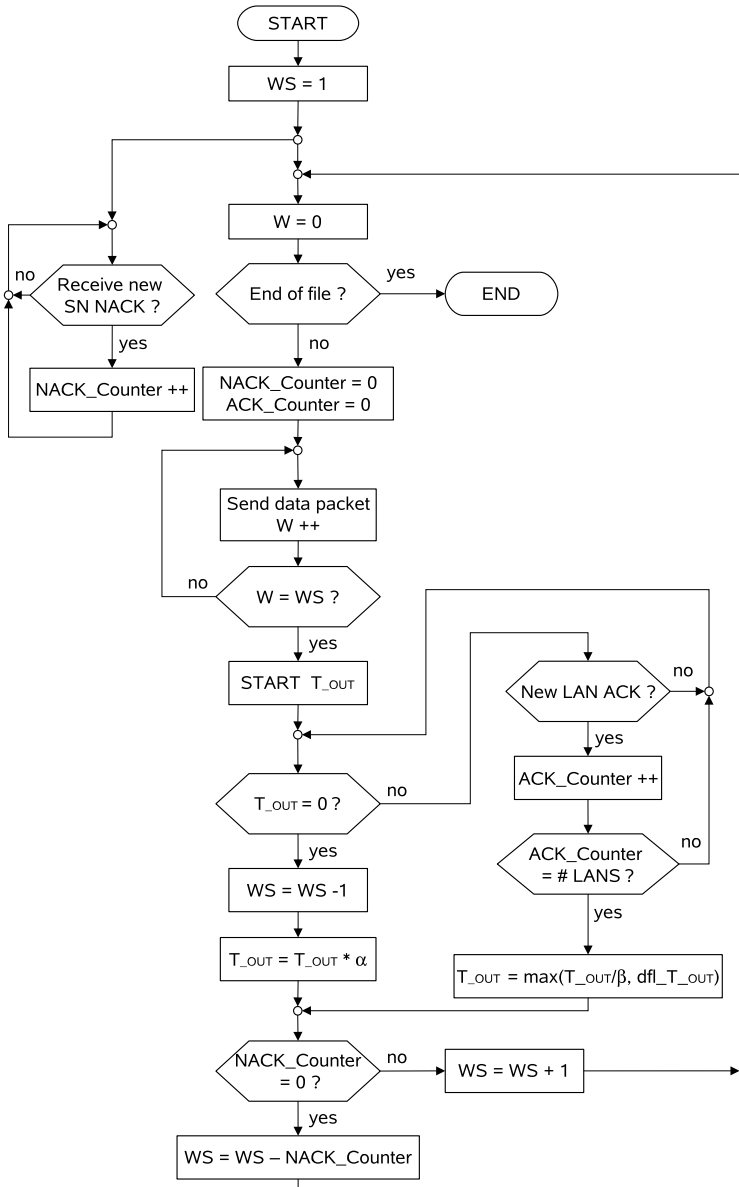 START
WS = 1
W = 0
Receive new
SN NACK ?
no
yes
NACK_Counter ++
End of file ?
yes
END
no
NACK_Counter = 0
ACK_Counter = 0
Send data packet
W ++
W = WS ?
no
yes
START T_OUT
T_OUT = 0 ?
no
yes
New LAN ACK ?
no
yes
ACK_Counter ++
ACK_Counter
= # LANS ?
no
yes
WS = WS -1
T_OUT = T_OUT * α
T_OUT = max(T_OUT/β, dfl_T_OUT)
NACK_Counter
= 0 ?
no
WS = WS + 1
yes
WS = WS – NACK_Counter